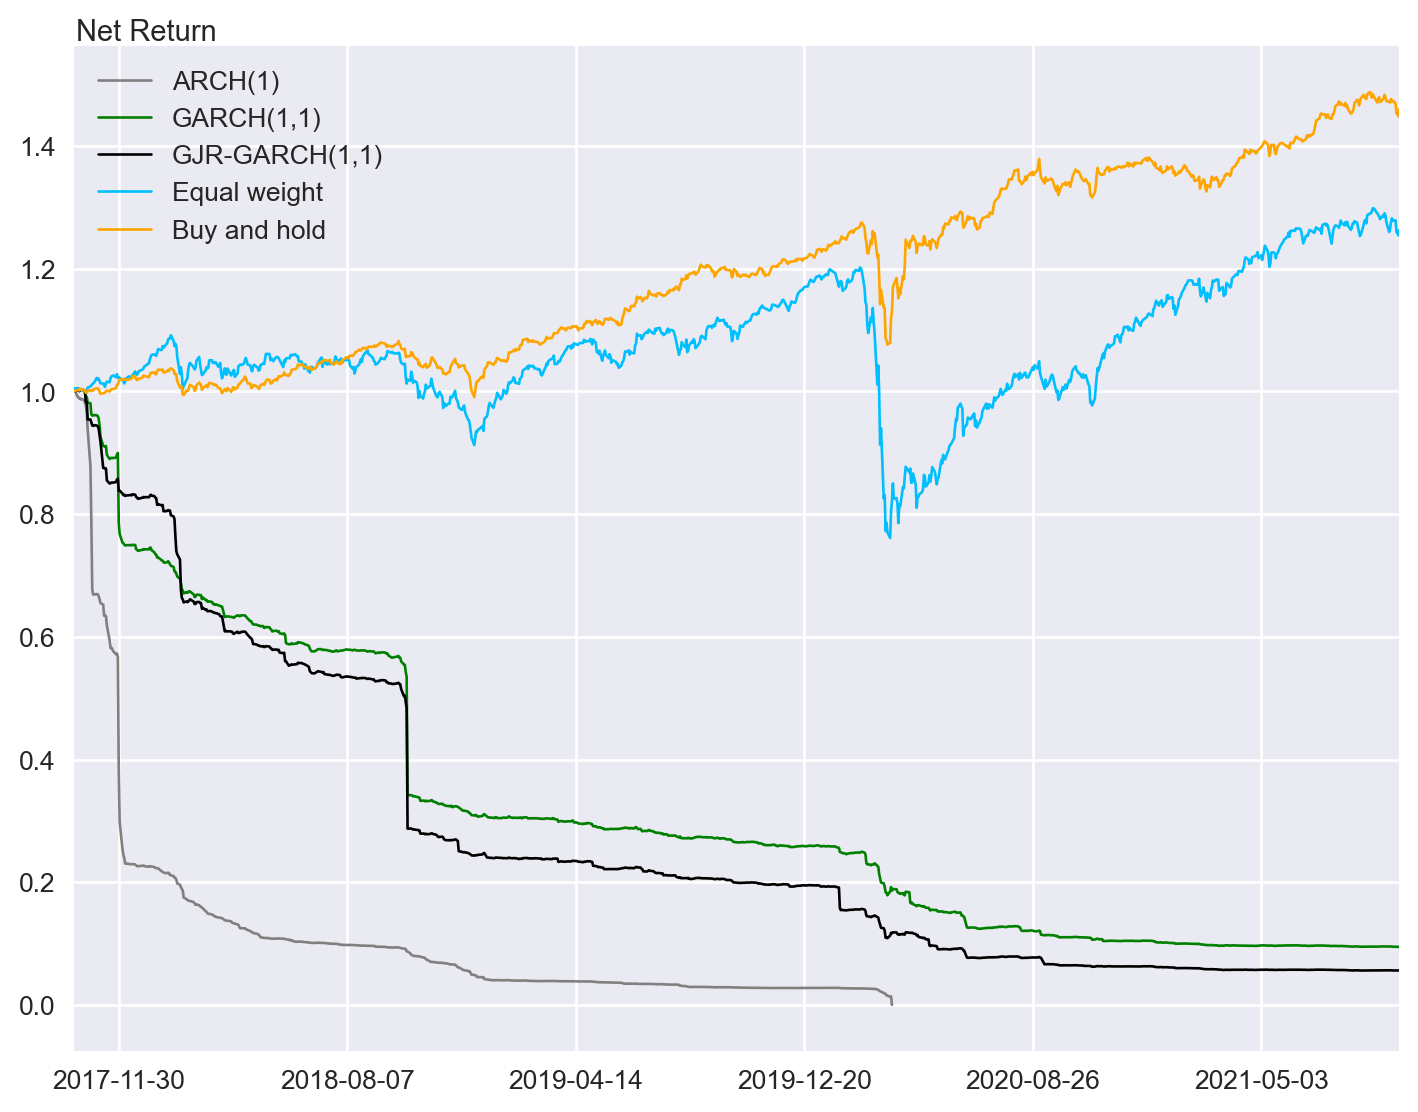 Net Return
ARCH(1)
GARCH(1,1)
GJR-GARCH(1,1)
Equal weight
Buy and hold
1.4
1.2
1.0
0.8
0.6
0.4
0.2
0.0
2017-11-30 2018-08-07 2019-04-14 2019-12-20 2020-08-26 2021-05-03